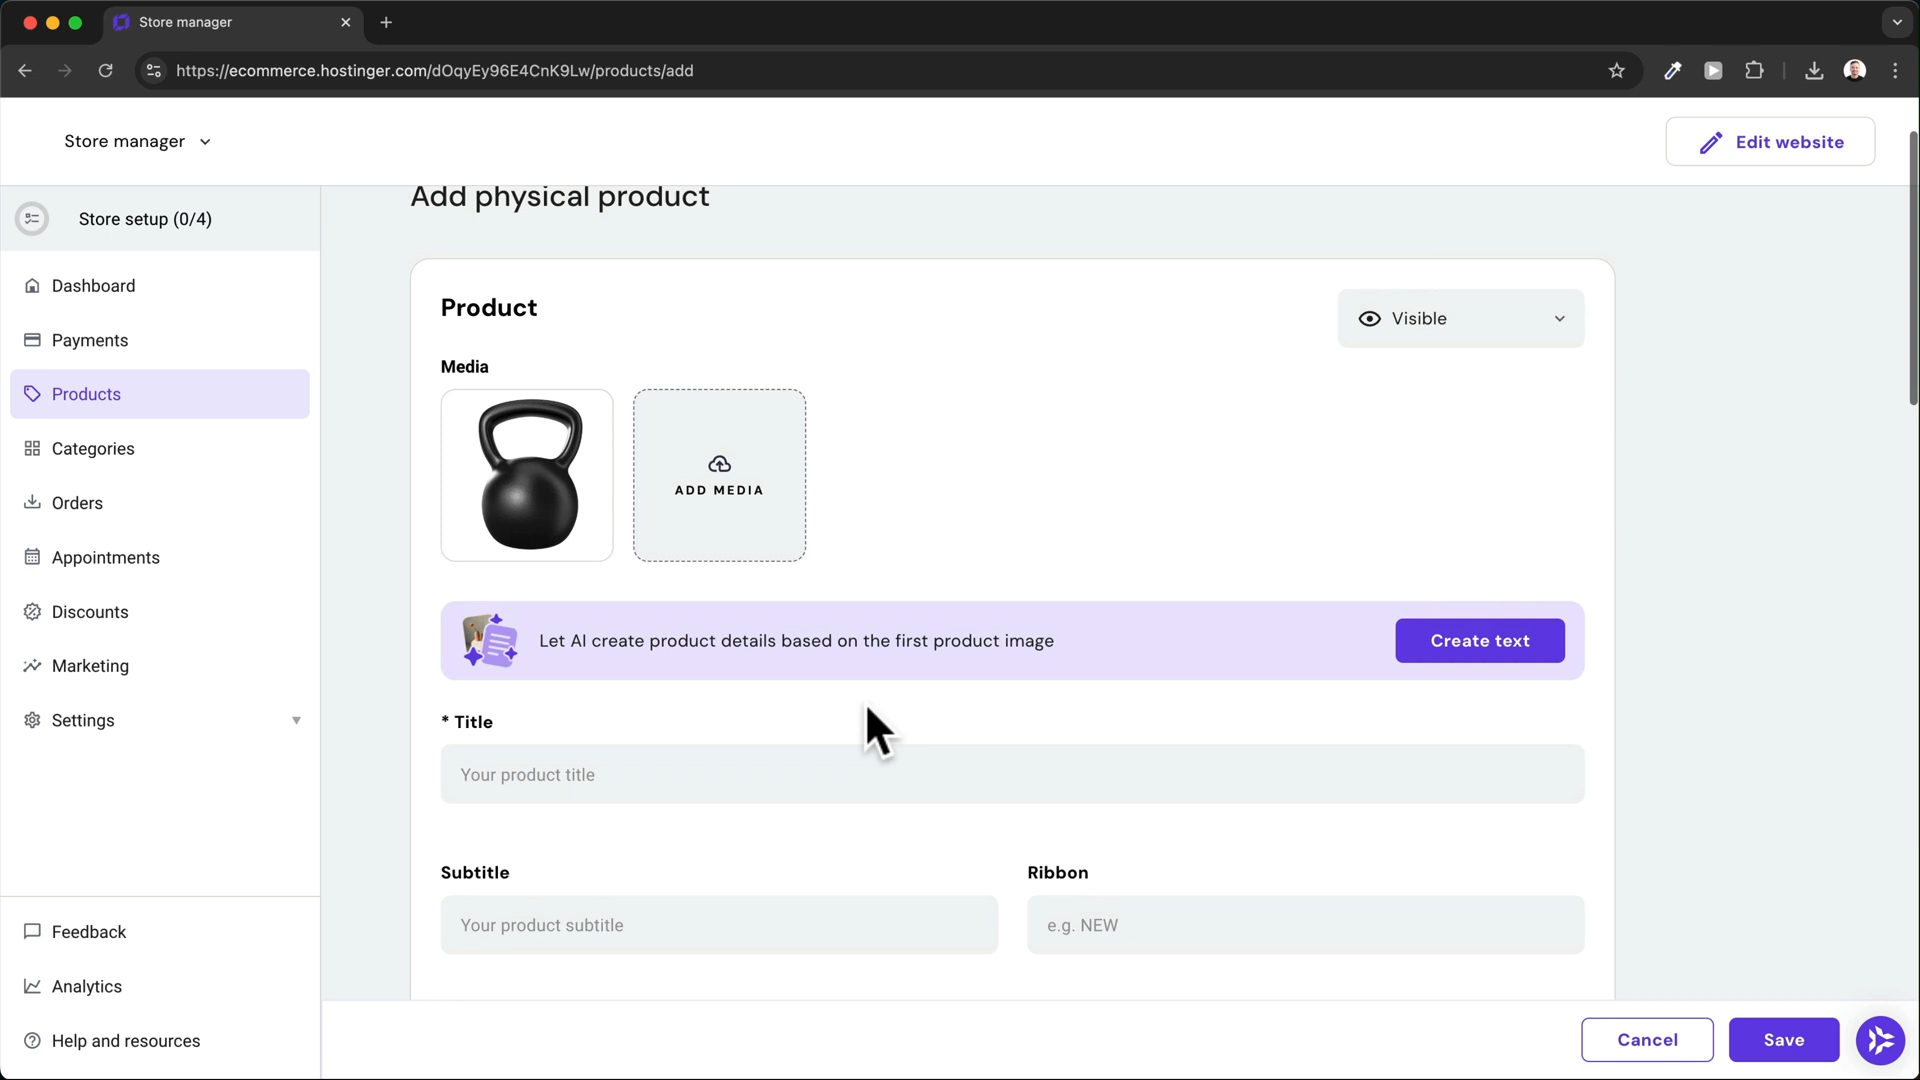 Store manager
https://ecommerce.hostinger.com/dOqyEy96E4CnK9Lw/products/add
Store manager
Edit website
Store setup (0/4)
Dashboard
Payments
Products
Categories
Orders
Appointments
Discounts
Marketing
Settings
Feedback
Analytics
Help and resources
Add physical product
Product
Visible
Media
ADD MEDIA
Let AI create product details based on the first product image
Create text
* Title
Your product title
Subtitle
Ribbon
Your product subtitle
e.g. NEW
Cancel
Save